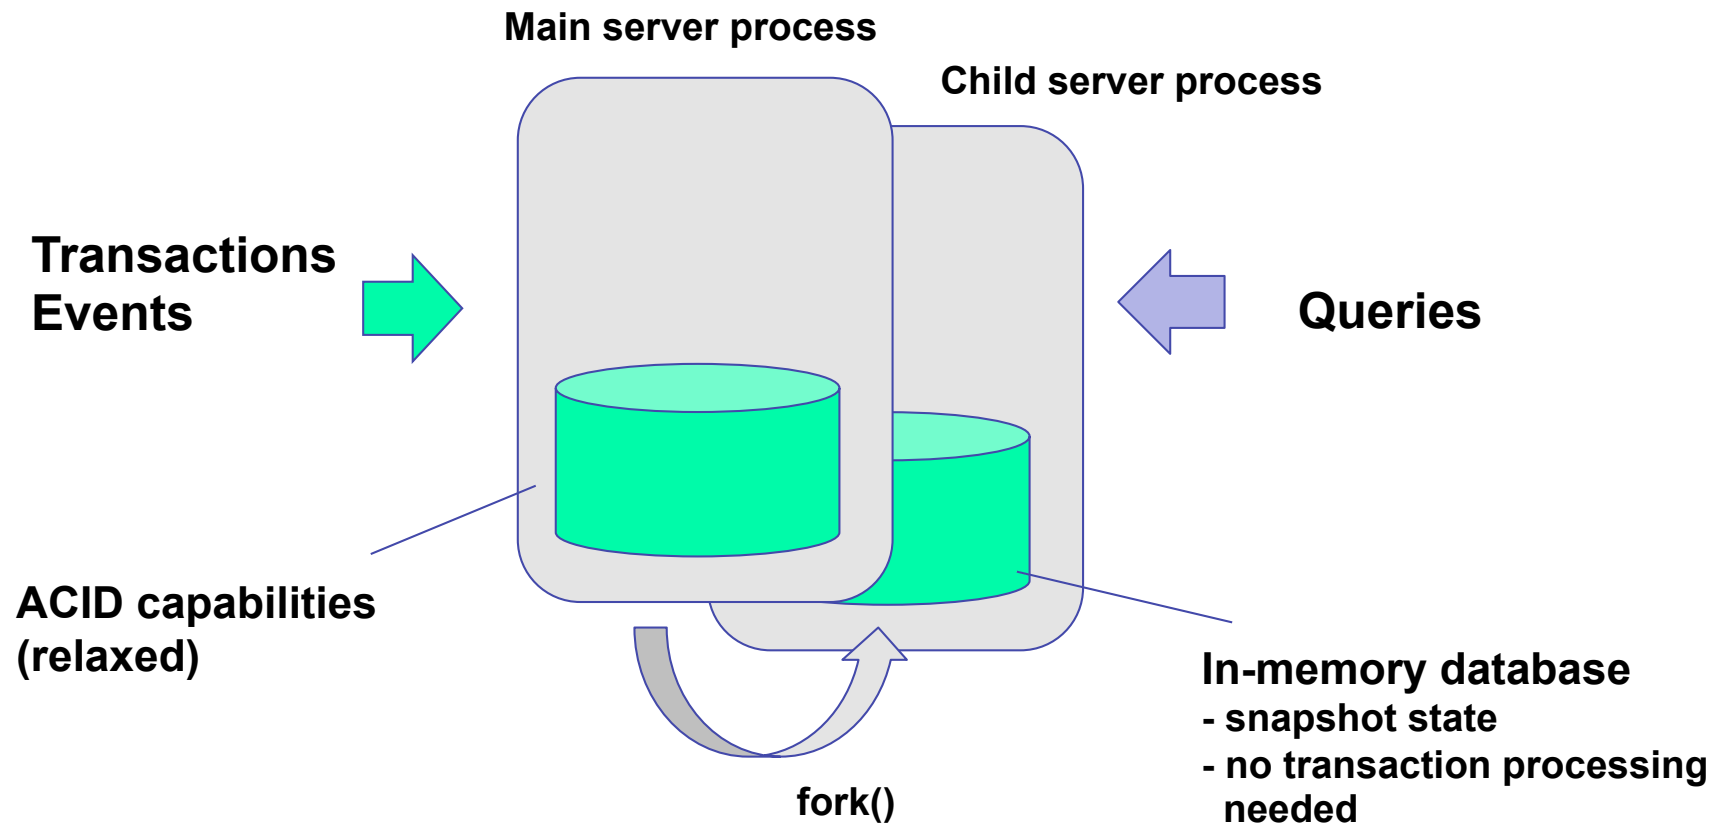 Main server process
Child server process
Transactions
Events
Queries
ACID capabilities
(relaxed)
In-memory database
- snapshot state
- no transaction processing
needed
fork()